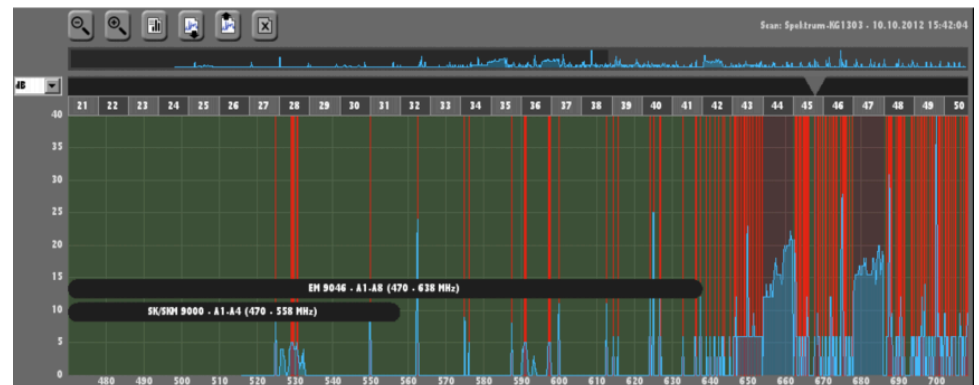 Scan: Spektrum-KG1303 - 10.10.2012 15:42:04
dB
21 22 23 24 25 26 27 28 29 30 31 32 33 34 35 36 37 38 39 40 41 42 43 44 45 46 47 48 49 50
40
35
30
25
20
15
EM 9046 - A1-A8 (470 - 638 MHz)
10
SK/SKM 9000 - A1-A4 (470 - 558 MHz)
5
0
480 490 500 510 520 530 540 550 560 570 580 590 600 610 620 630 640 650 660 670 680 690 700